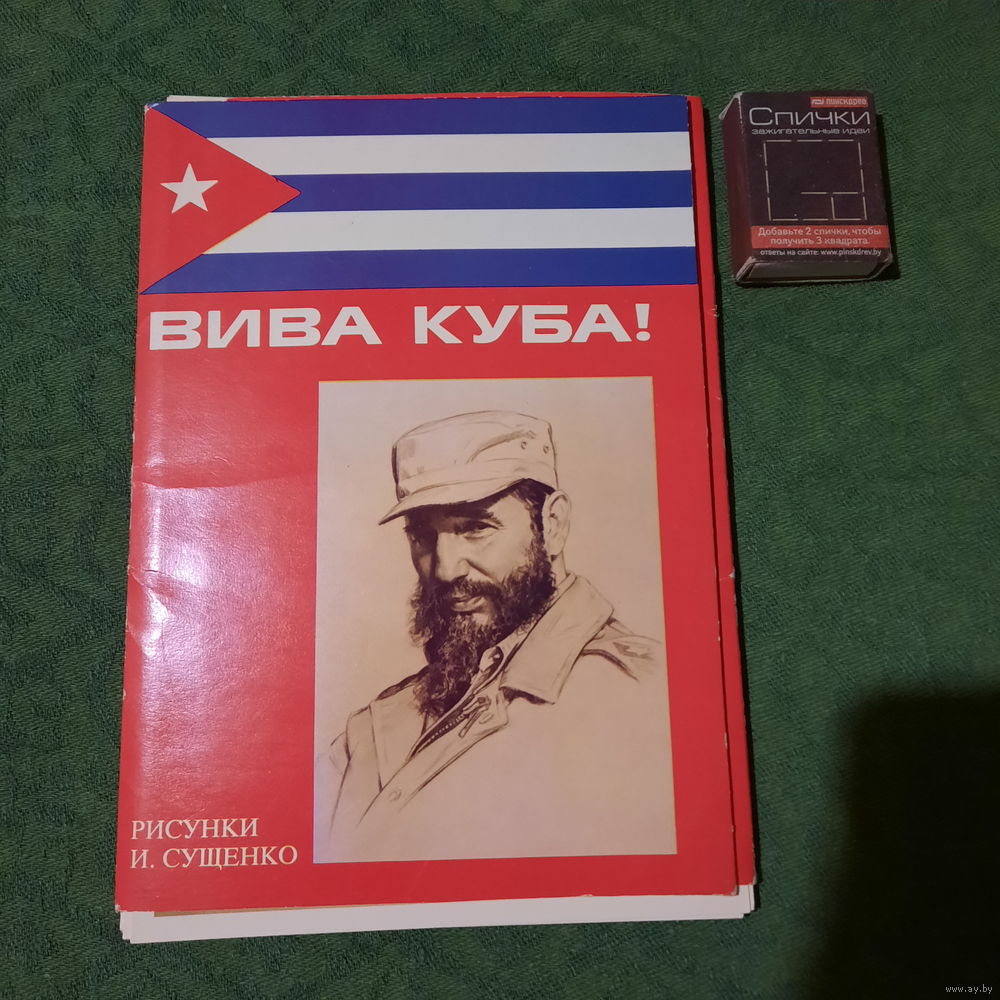 ВИВА КУБА!
РИСУНКИ
И. СУЩЕНКО
ПИНСКДРЕВ
Спички
зажигательные идеи
Добавьте 2 спички, чтобы
получить 3 квадрата.
ответы на сайте: www.pinskdrev.by
www.ay.by